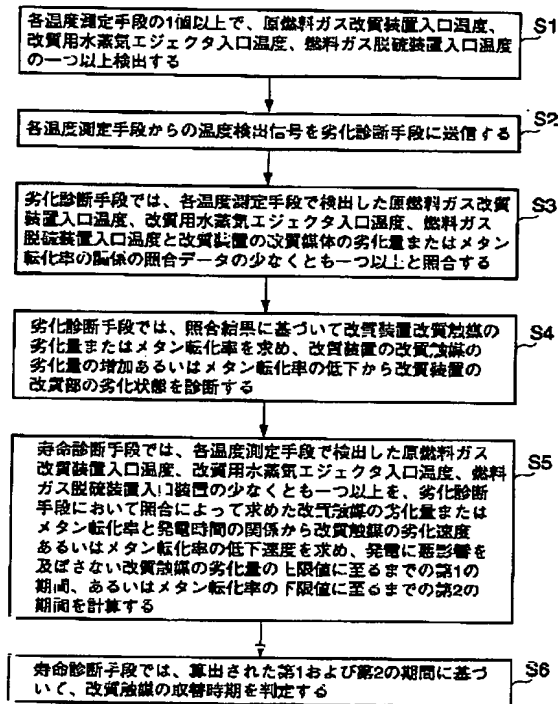 各温度測定手段の1個以上で、原燃料ガス改質装置入口温度、
改質用水蒸気エジェクタ入口温度、燃料ガス脱硫装置入口温度
の一つ以上検出する
S1
各温度測定手段からの温度検出信号を劣化診断手段に送信する
S2
劣化診断手段では、各温度測定手段で検出した原燃料ガス改質
装置入口温度、改質用水蒸気エジェクタ入口温度、燃料ガス
脱硫装置入口温度と改質装置の改質媒体の劣化量またはメタン
転化率の関係の照合データの少なくとも一つ以上と照合する
S3
劣化診断手段では、照合結果に基づいて改質装置改質触媒の
劣化量またはメタン転化率を求め、改質装置の改質触媒の
劣化量の増加あるいはメタン転化率の低下から改質装置の
改質部の劣化状態を診断する
S4
寿命診断手段では、各温度測定手段で検出した原燃料ガス
改質装置入口温度、改質用水蒸気エジェクタ入口温度、燃料
ガス脱硫装置入口装置の少なくとも一つ以上を、劣化診断
手段において照合によって求めた改質触媒の劣化量または
メタン転化率と発電時間の関係から改質触媒の劣化速度
あるいはメタン転化率の低下速度を求め、発電に悪影響を
及ぼさない改質触媒の劣化量の上限値に至るまでの第1の
期間、あるいはメタン転化率の下限値に至るまでの第2の
期間を計算する
S5
寿命診断手段では、算出された第1および第2の期間に基づ
いて、改質触媒の取替時期を判定する
S6